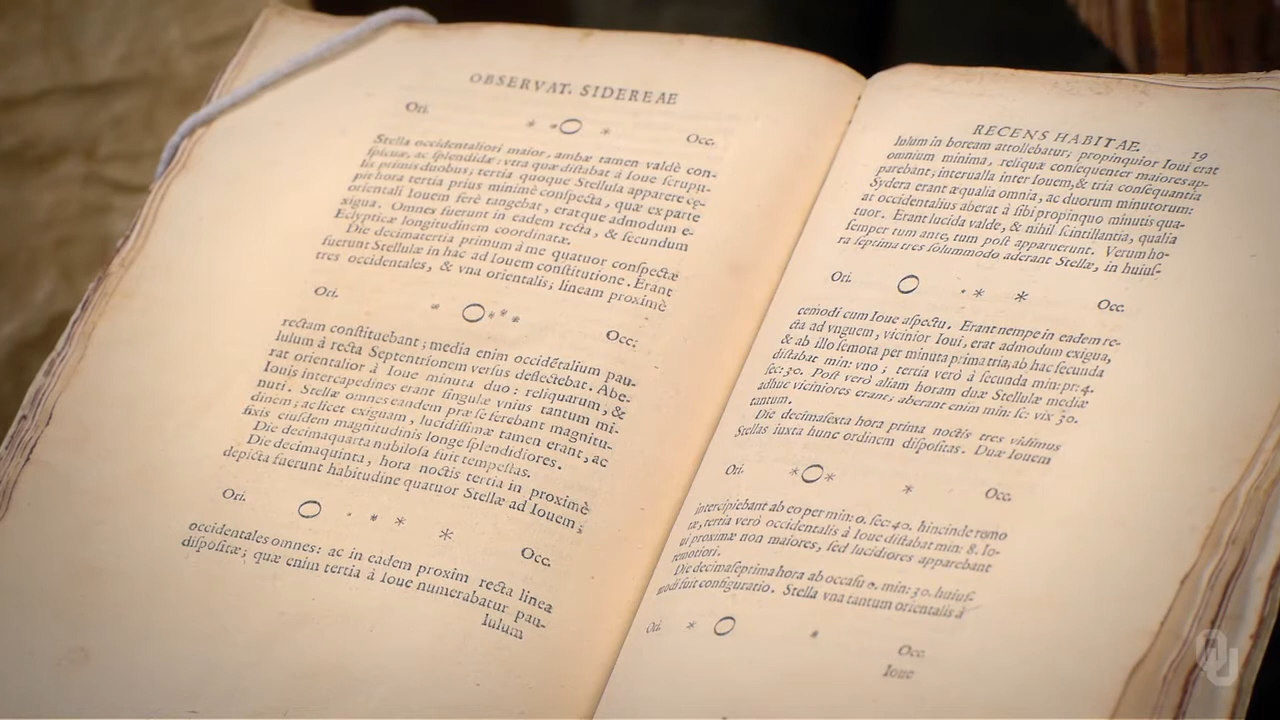 OBSERVAT. SIDEREAE
Ori. * **O * Occ.
Stella occidentaliori maior, ambæ tamen valdè con-
ſpicuæ, ac ſplendidæ: vtra quæ diſtabat à Ioue ſcrupu-
lis primis duobus; tertia quoque Stellula apparere cę-
pit hora tertia prius minimè conſpecta, quæ ex parte
orientali Iouem ferè tangebat, eratque admodum e-
xigua. Omnes fuerunt in eadem recta, & ſecundum
Eclypticæ longitudinem coordinatæ.
Die decimatertia primum à me quatuor conſpectæ
fuerunt Stellulæ in hac ad Iouem conſtitutione. Erant
tres occidentales, & vna orientalis; lineam proximè
Ori. * O*** Occ:
rectam conſtituebant; media enim occidétalium pau-
lulum à recta Septentrionem verſus deflectebat. Abe-
rat orientalior à Ioue minuta duo: reliquarum, &
Iouis intercapedines erant ſingulæ vnius tantum mi-
nuti. Stellæ omnes eandem præ ſe ferebant magnitu-
dinem; ac licet exiguam, lucidiſſimæ tamen erant, ac
fixis eiuſdem magnitudinis longe ſplendidiores.
Die decimaquarta nubiloſa fuit tempeſtas.
Die decimaquinta, hora noctis tertia in proximè
depicta fuerunt habitudine quatuor Stellæ ad Iouem;
Ori. O * * * * Occ.
occidentales omnes: ac in eadem proxim recta linea
diſpoſitæ; quæ enim tertia à Ioue numerabatur pau-
lulum
RECENS HABITAE. 19
lulum in boream attollebatur; propinquior Ioui erat
omnium minima, reliquæ conſequenter maiores ap-
parebant; interualla inter Iouem, & tria conſequantia
Sydera erant æqualia omnia, ac duorum minutorum:
at occidentalius aberat à ſibi propinquo minutis qua-
tuor. Erant lucida valde, & nihil ſcintillantia, qualia
ſemper tum ante, tum poſt apparuerunt. Verum ho-
ra ſeptima tres ſolummodo aderant Stellæ, in huiuſ-
Ori. O * * * Occ.
cemodi cum Ioue aſpectu. Erant nempe in eadem re-
cta ad vnguem, vicinior Ioui, erat admodum exigua,
& ab illo ſemota per minuta prima tria; ab hac ſecunda
diſtabat min: vno; tertia verò à ſecunda min: pr: 4.
ſec: 30. Poſt verò aliam horam duæ Stellulæ mediæ
adhuc viciniores erant; aberant enim min: ſc: vix 30.
tantum.
Die decimaſexta hora prima noctis tres vidimus
Stellas iuxta hunc ordinem diſpoſitas. Duæ Iouem
Ori. *O* * Occ.
intercipiebant ab eo per min: 0. ſec: 40. hinc inde remo
tæ, tertia verò occidentalis à Ioue diſtabat min: 8. Io-
ui proximæ non maiores, ſed lucidiores apparebant
remotiori.
Die decimaſeptima hora ab occaſu 0. min: 30. huiuſ-
modi fuit configuratio. Stella vna tantum orientalis à
Ori. * O * Occ.
Ioue
OU